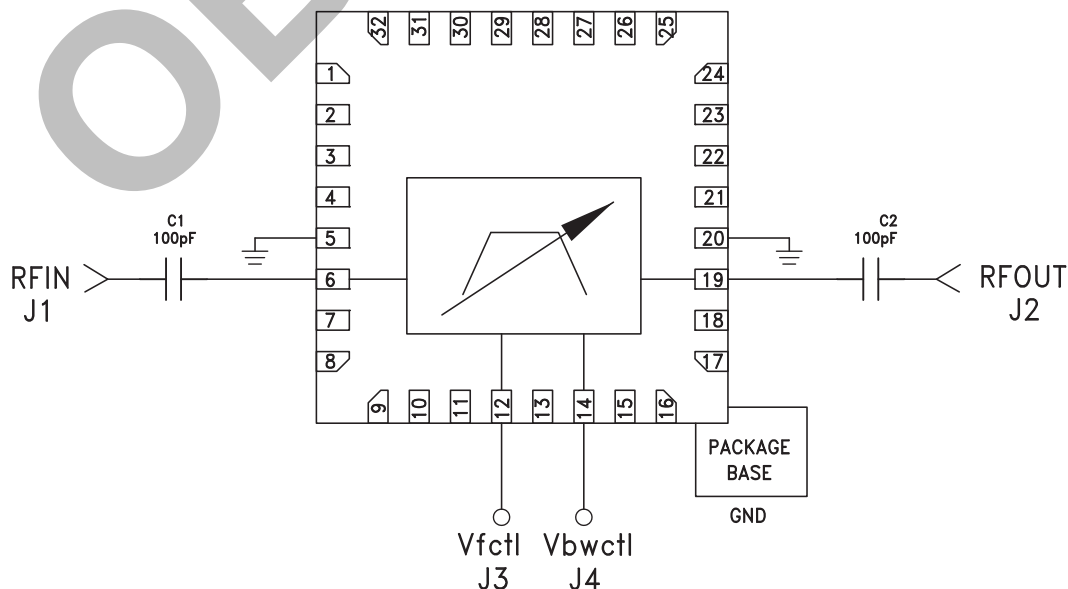 32 31 30 29 28 27 26 25
1 24
2 23
3 22
4 21
C1
100pF
5 20
C2
100pF
RFIN
J1
6 19
RFOUT
J2
7 18
8 17
9 10 11 12 13 14 15 16
PACKAGE
BASE
GND
Vfctl Vbwctl
J3 J4